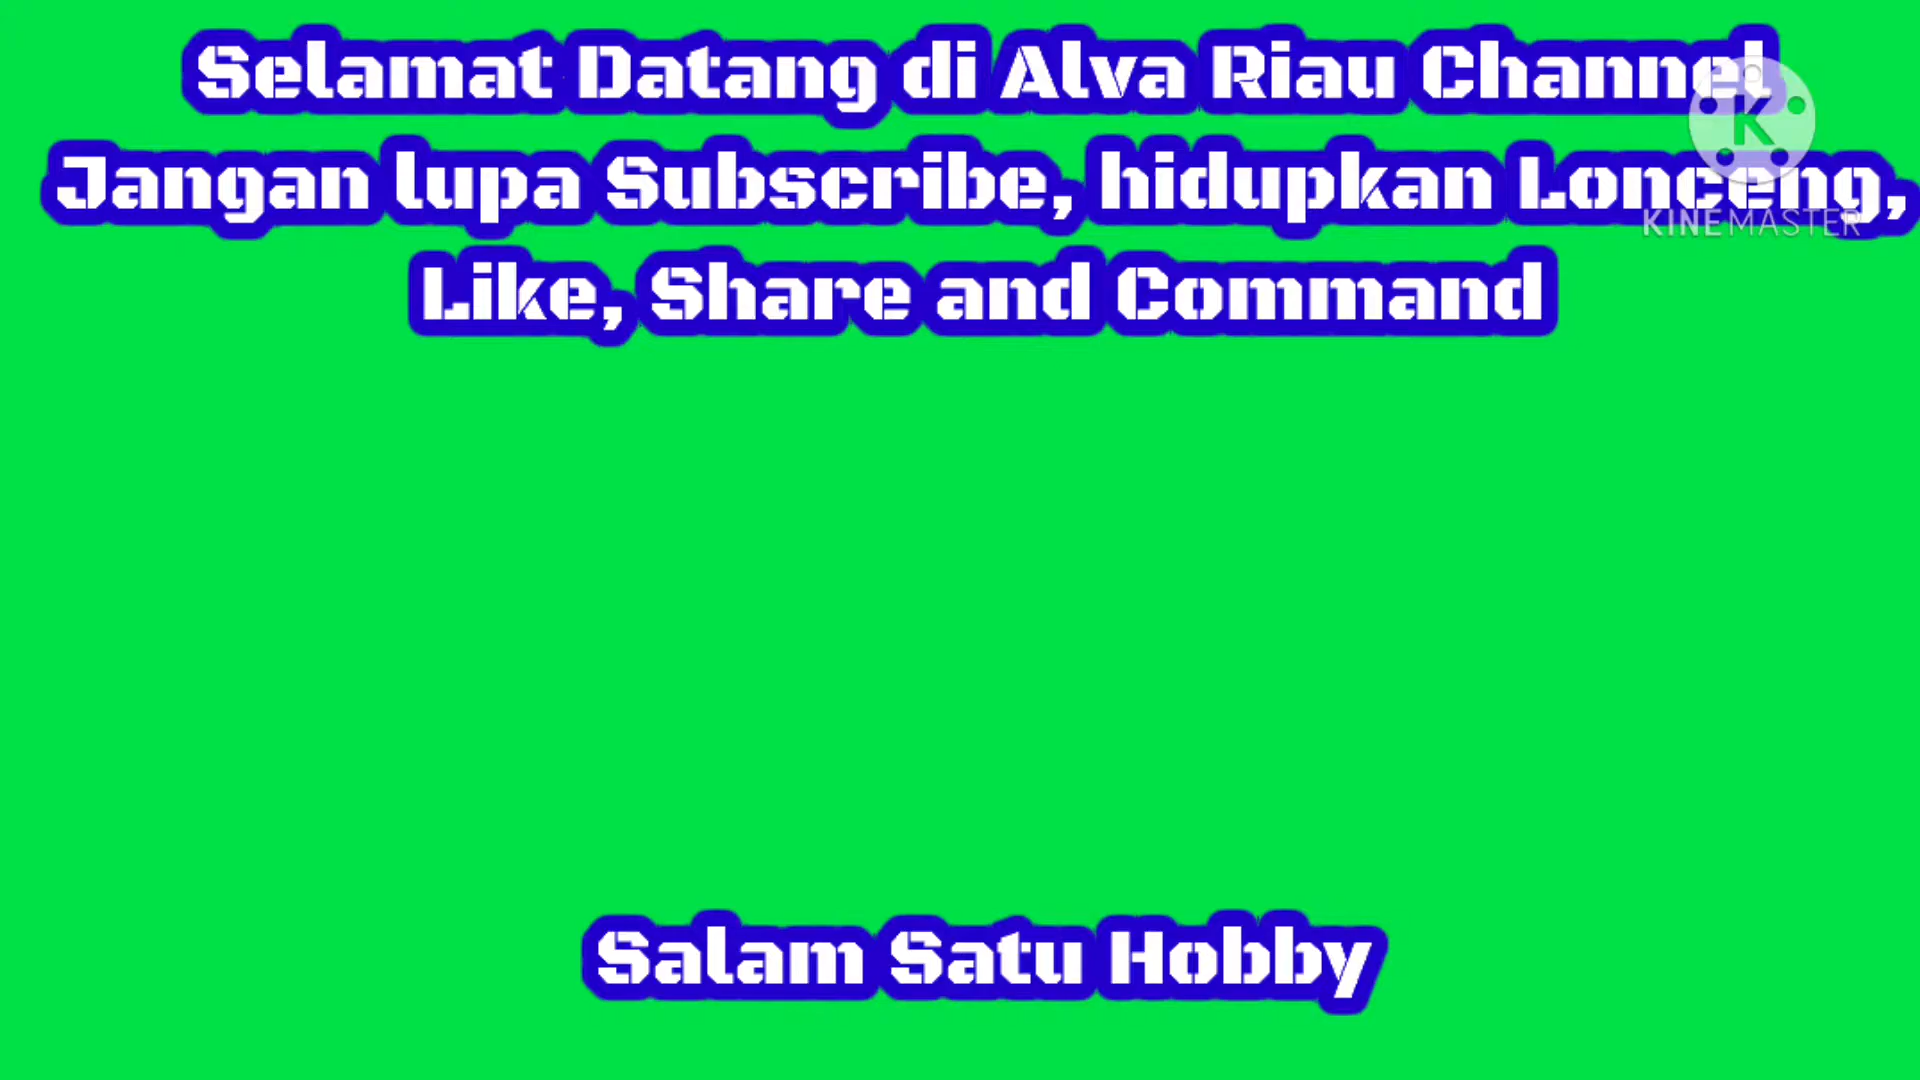 Selamat Datang di Alva Riau Channel
Jangan lupa Subscribe, hidupkan Lonceng,
Like, Share and Command
K
KINEMASTER
Salam Satu Hobby